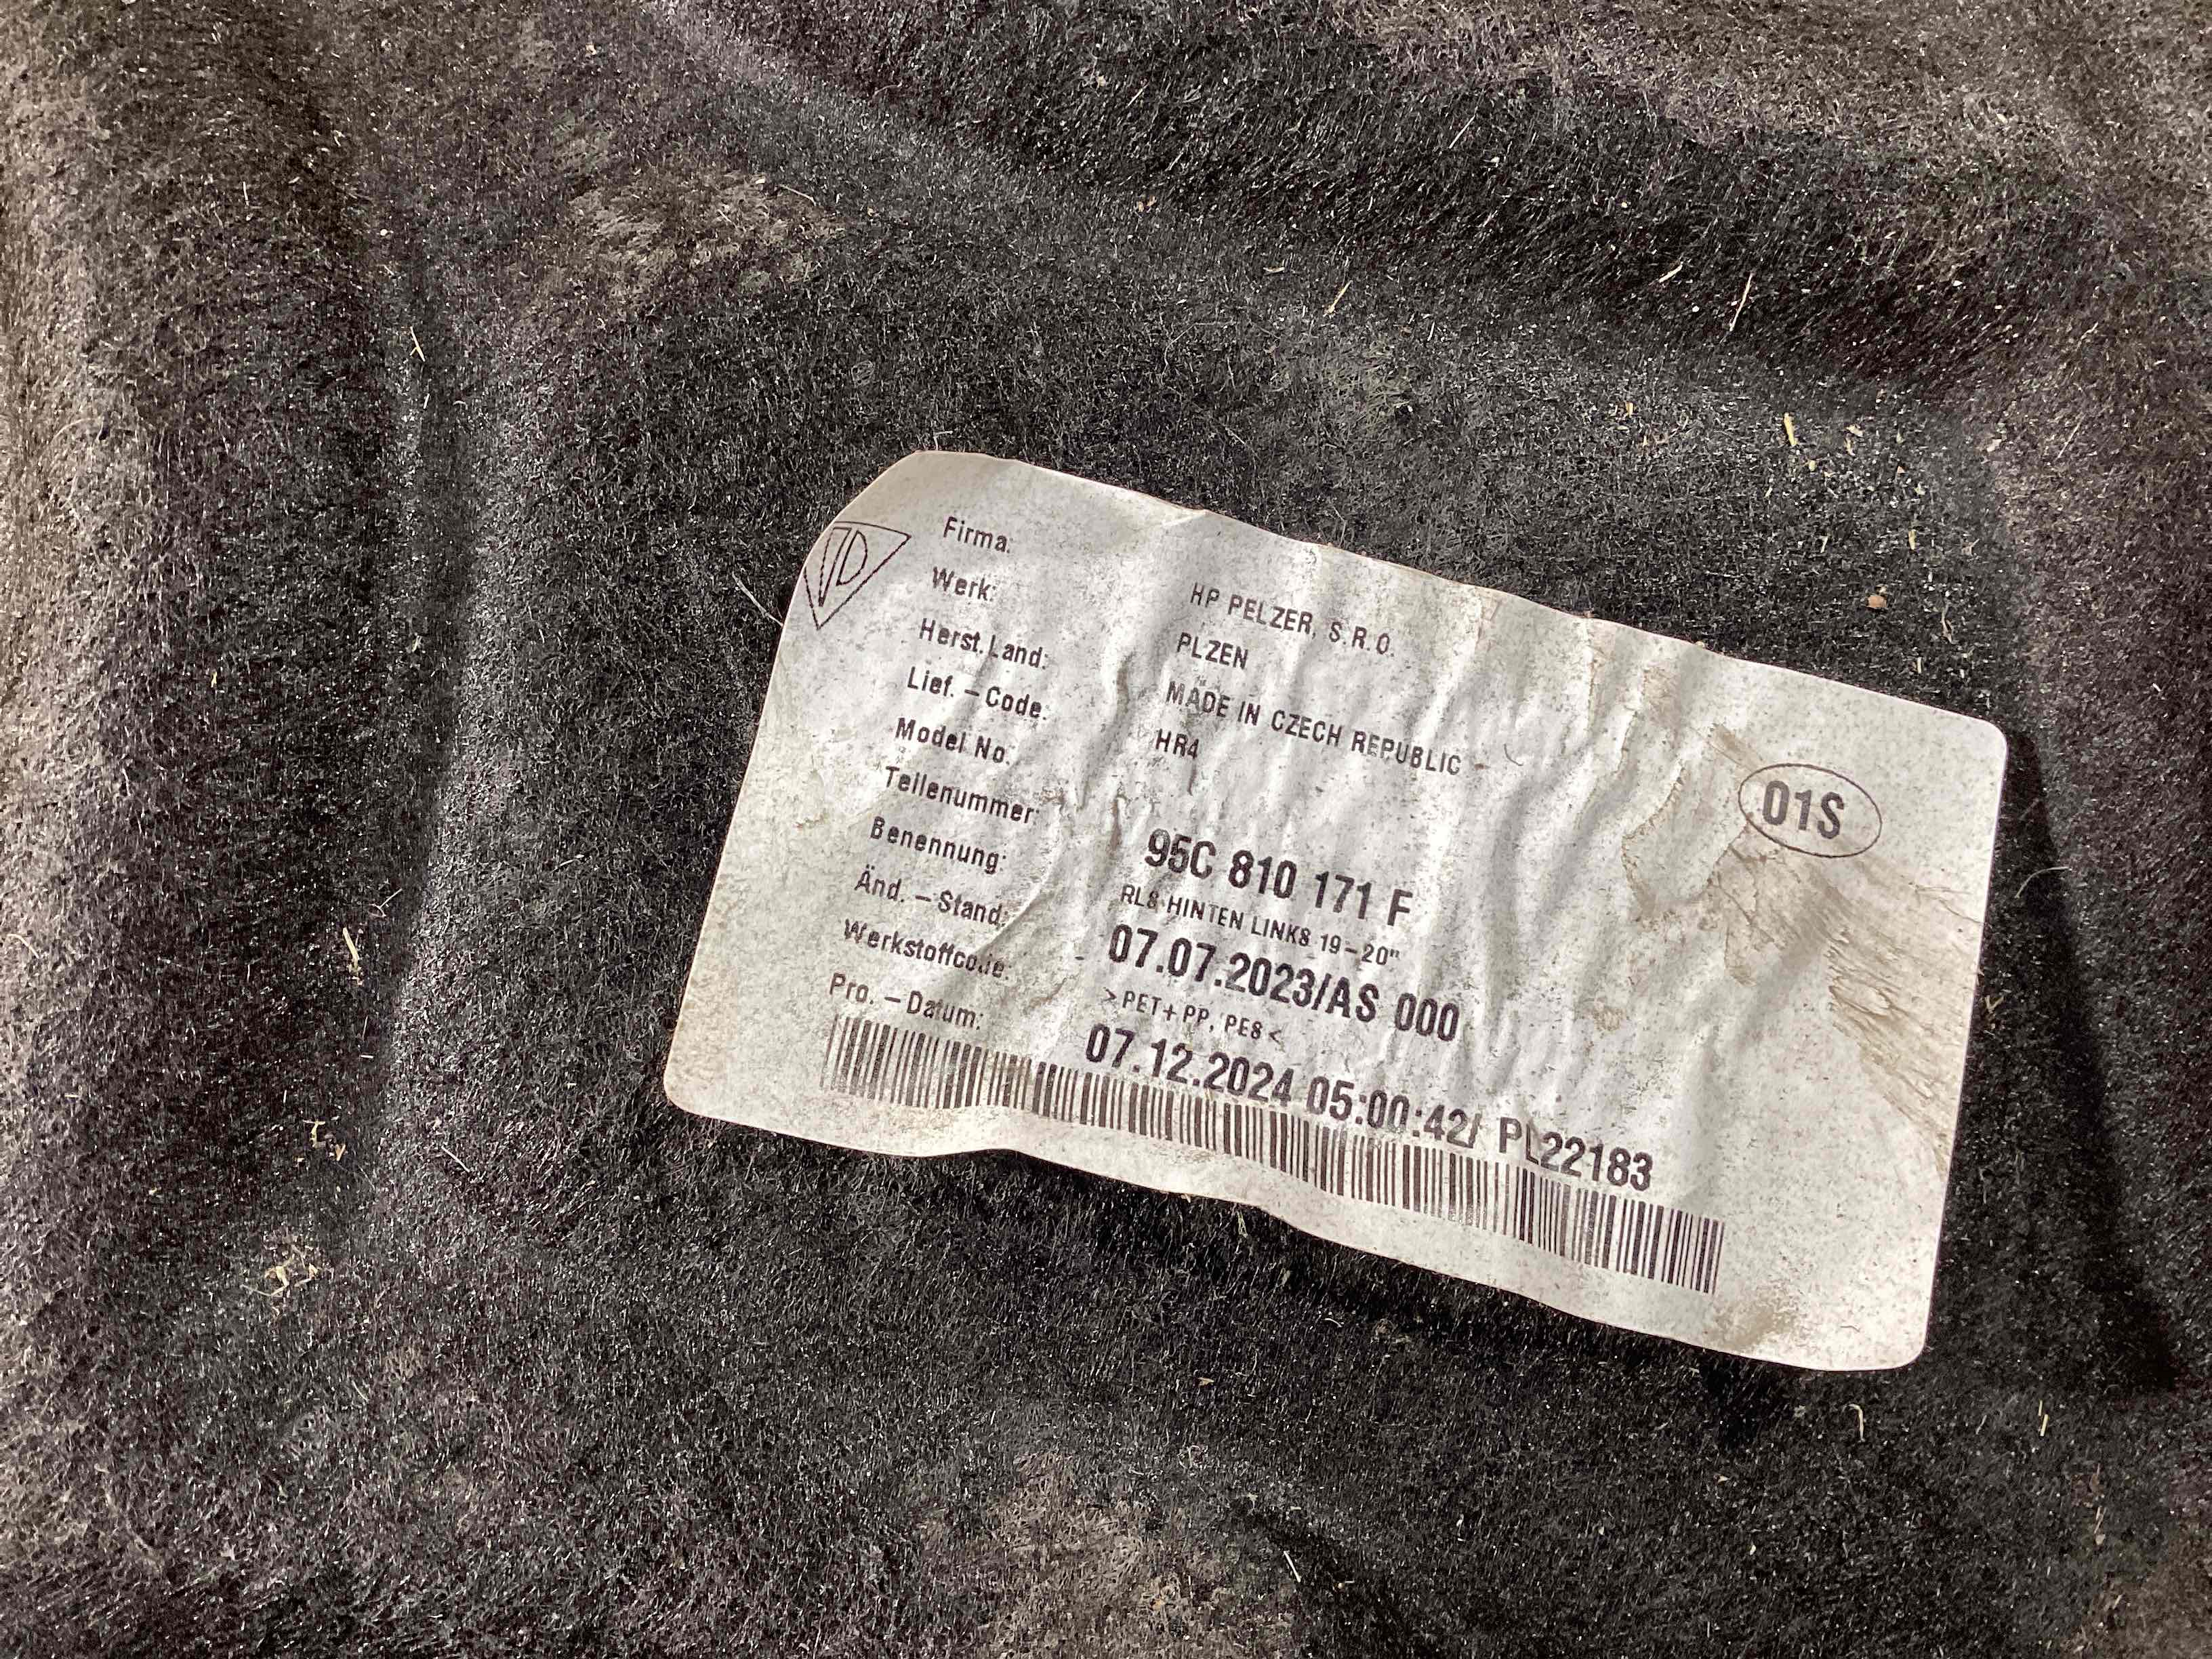 VD
Firma: HP PELZER, S.R.O.
Werk: PLZEN
Herst.Land: MADE IN CZECH REPUBLIC
Lief. – Code: HR4
Model No.:
Teilenummer: 95C 810 171 F
01S
Benennung: RLS HINTEN LINKS 19–20"
Änd. – Stand: 07.07.2023/AS 000
Werkstoffcode: >PET+PP, PES<
Pro. – Datum: 07.12.2024 05:00:42/ PL22183